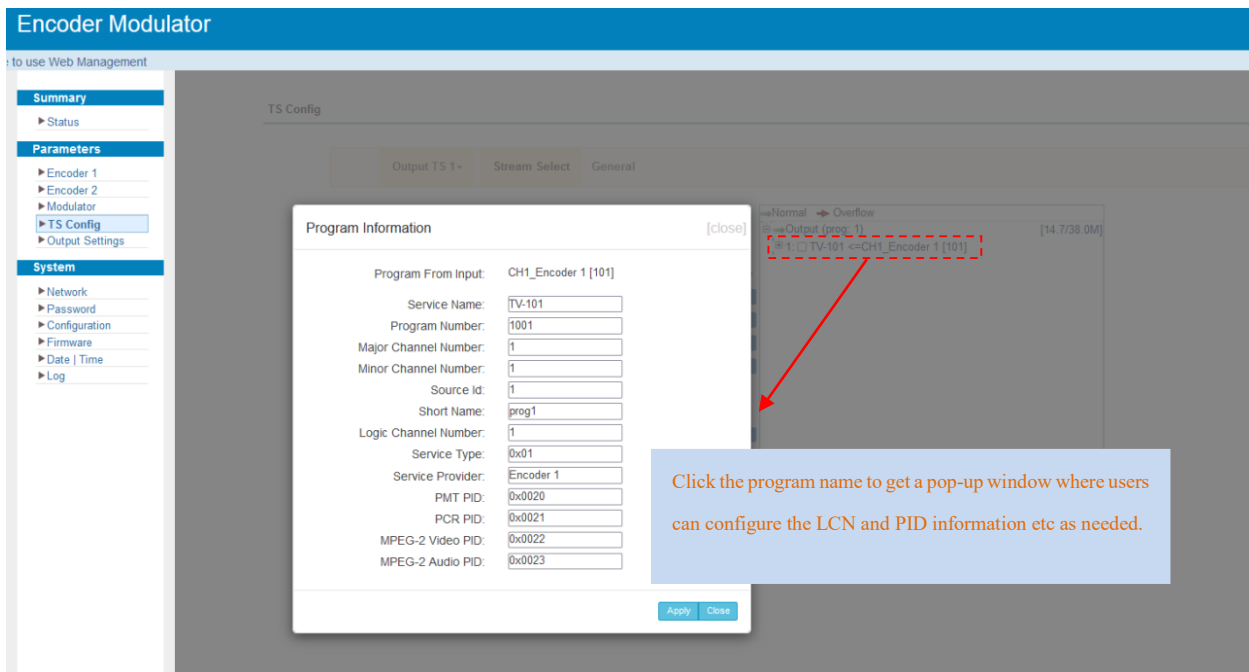 Encoder Modulator
to use Web Management
Summary
Status
Parameters
Encoder 1
Encoder 2
Modulator
TS Config
Output Settings
System
Network
Password
Configuration
Firmware
Date | Time
Log
TS Config
Output TS 1 Stream Select General
Program Information [close]
Program From Input: CH1_Encoder 1 [101]
Service Name: TV-101
Program Number: 1001
Major Channel Number: 1
Minor Channel Number: 1
Source Id: 1
Short Name: prog1
Logic Channel Number: 1
Service Type: 0x01
Service Provider: Encoder 1
PMT PID: 0x0020
PCR PID: 0x0021
MPEG-2 Video PID: 0x0022
MPEG-2 Audio PID: 0x0023
Apply Close
Normal Overflow
Output (prog: 1) [14.7/38.0M]
1: TV-101 <=CH1_Encoder 1 [101]
Click the program name to get a pop-up window where users
can configure the LCN and PID information etc as needed.